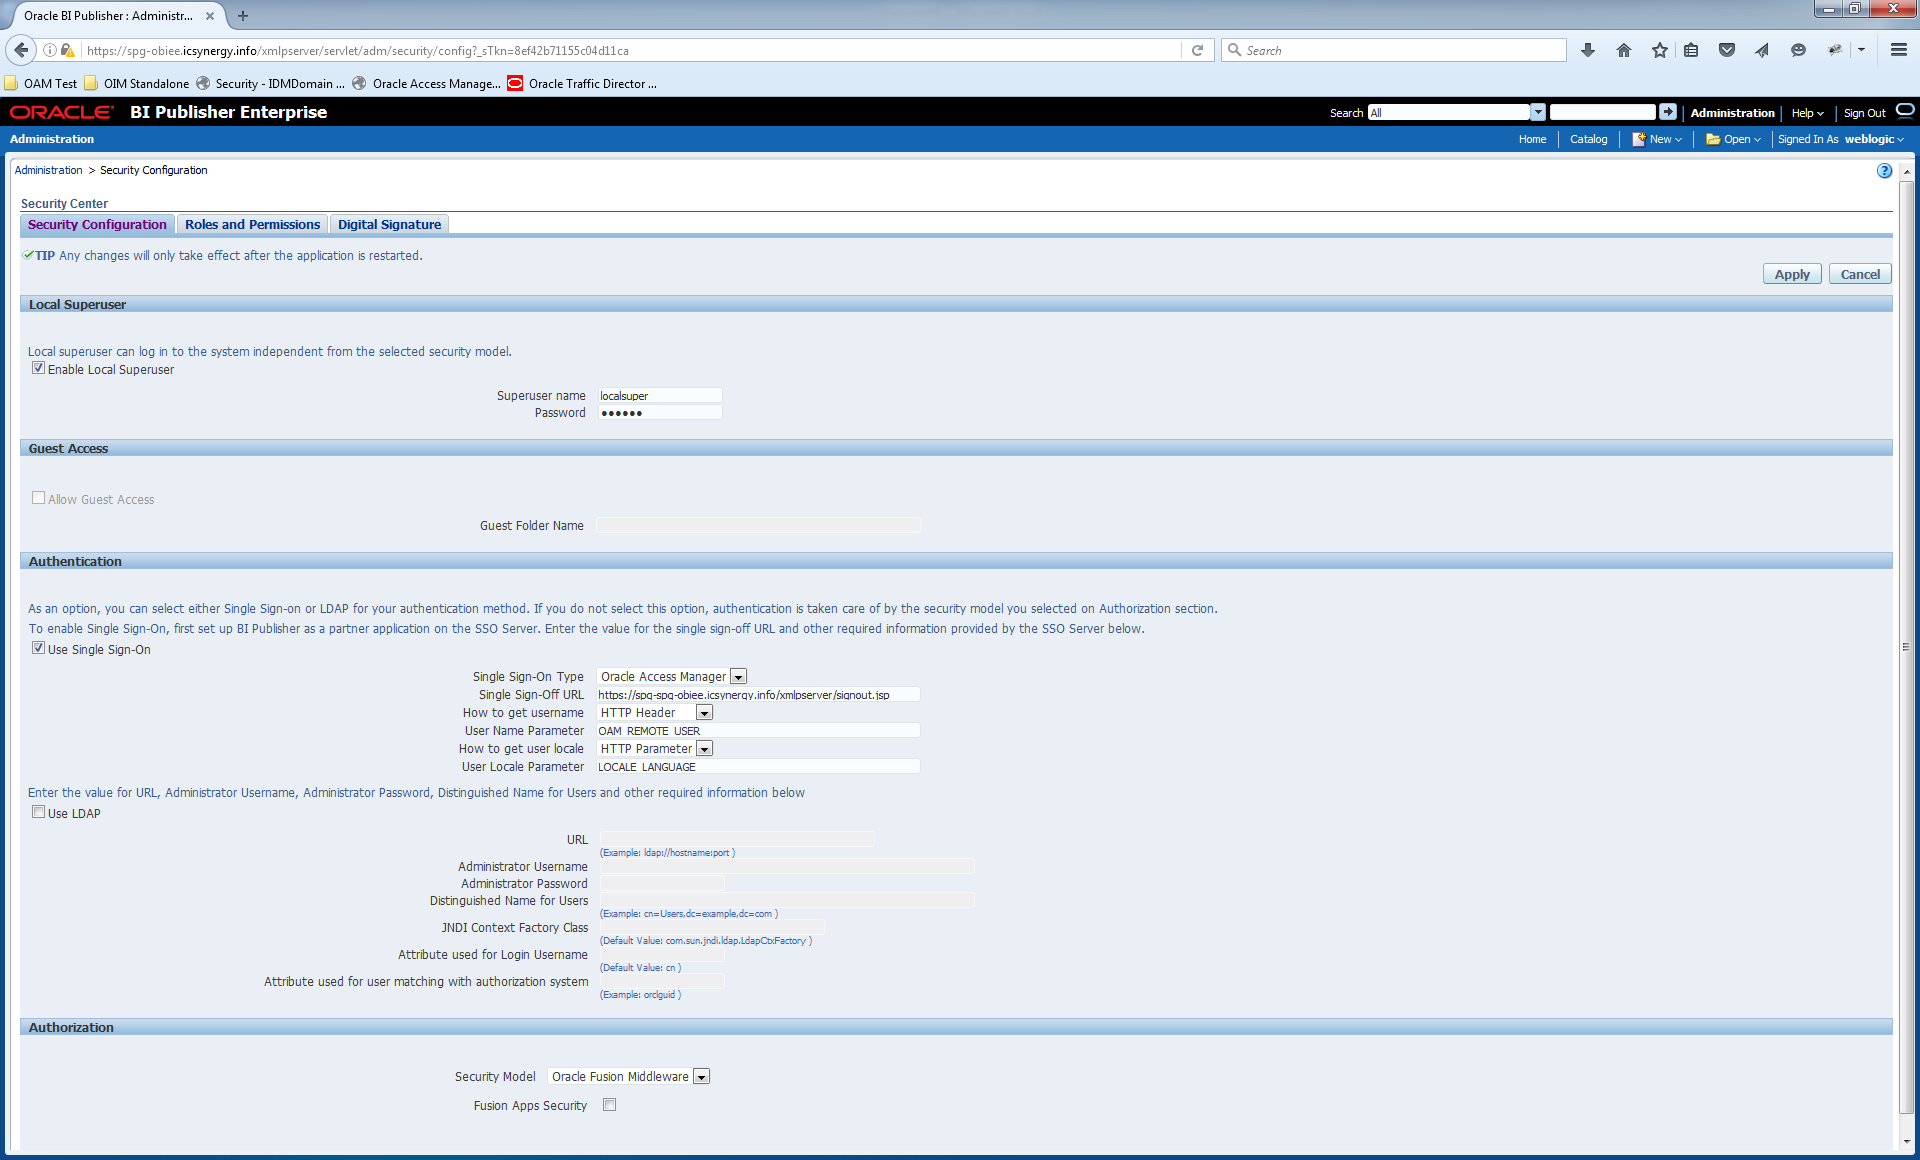 Oracle BI Publisher : Administr...
https://spg-obiee.icsynergy.info/xmlpserver/servlet/adm/security/config?_sTkn=8ef42b71155c04d11ca
Search
OAM Test OIM Standalone Security - IDMDomain ... Oracle Access Manage... Oracle Traffic Director ...
ORACLE BI Publisher Enterprise
Search All Administration Help Sign Out
Administration
Home Catalog New Open Signed In As weblogic
Administration > Security Configuration
Security Center
Security Configuration Roles and Permissions Digital Signature
TIP Any changes will only take effect after the application is restarted.
Apply Cancel
Local Superuser
Local superuser can log in to the system independent from the selected security model.
Enable Local Superuser
Superuser name localsuper
Password ●●●●●●
Guest Access
Allow Guest Access
Guest Folder Name
Authentication
As an option, you can select either Single Sign-on or LDAP for your authentication method. If you do not select this option, authentication is taken care of by the security model you selected on Authorization section.
To enable Single Sign-On, first set up BI Publisher as a partner application on the SSO Server. Enter the value for the single sign-off URL and other required information provided by the SSO Server below.
Use Single Sign-On
Single Sign-On Type Oracle Access Manager
Single Sign-Off URL https://spg-spg-obiee.icsynergy.info/xmlpserver/signout.jsp
How to get username HTTP Header
User Name Parameter OAM_REMOTE_USER
How to get user locale HTTP Parameter
User Locale Parameter LOCALE_LANGUAGE
Enter the value for URL, Administrator Username, Administrator Password, Distinguished Name for Users and other required information below
Use LDAP
URL
(Example: ldap://hostname:port )
Administrator Username
Administrator Password
Distinguished Name for Users
(Example: cn=Users,dc=example,dc=com )
JNDI Context Factory Class
(Default Value: com.sun.jndi.ldap.LdapCtxFactory )
Attribute used for Login Username
(Default Value: cn )
Attribute used for user matching with authorization system
(Example: orclguid )
Authorization
Security Model Oracle Fusion Middleware
Fusion Apps Security